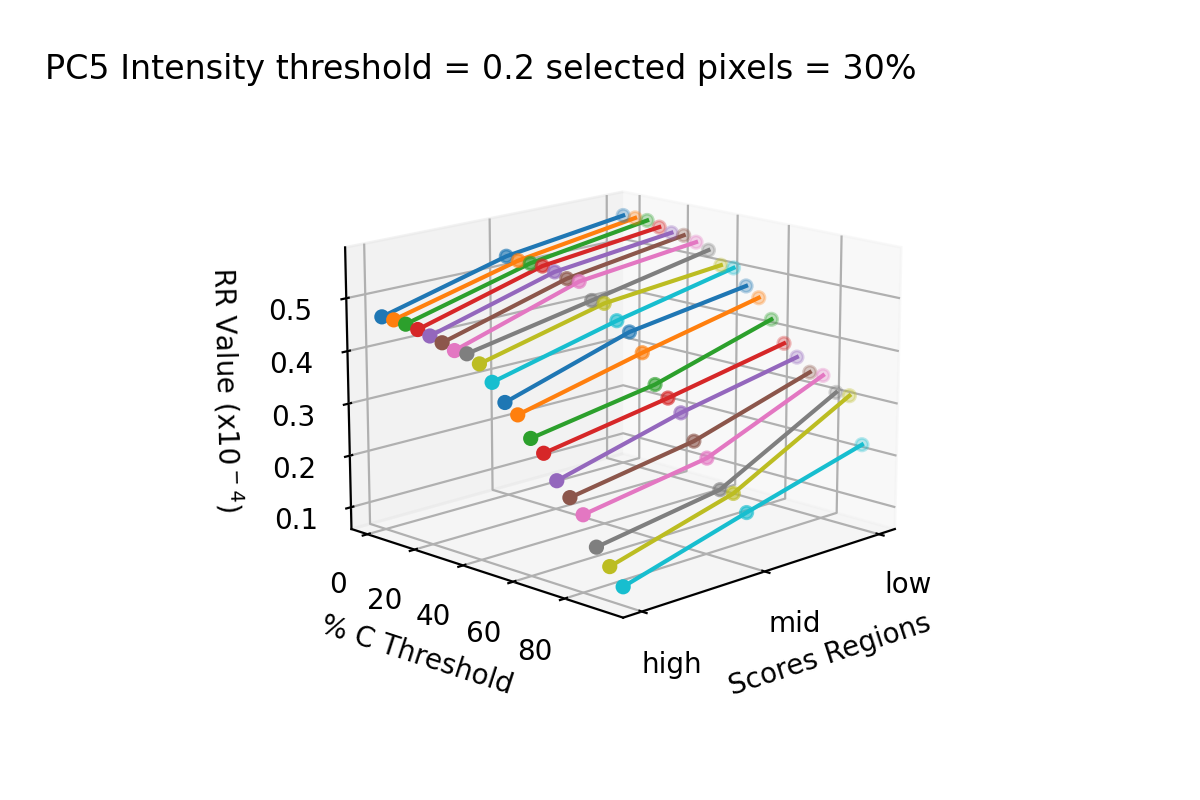 PC5 Intensity threshold = 0.2 selected pixels = 30%
RR Value (x10⁻⁴)
0.5
0.4
0.3
0.2
0.1
0
20
40
60
80
% C Threshold
high
mid
low
Scores Regions